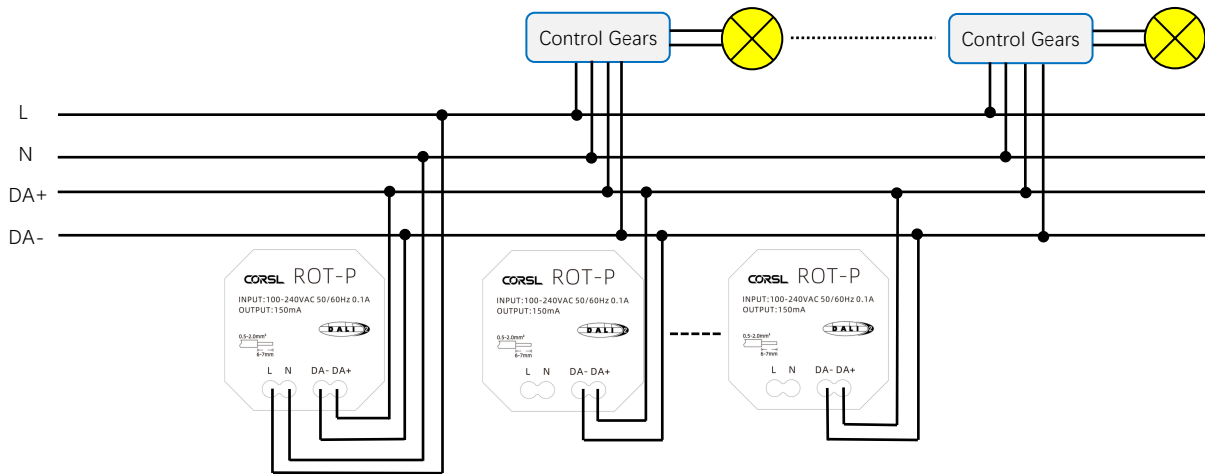 Control Gears
Control Gears
L
N
DA+
DA-
CORSL ROT-P
INPUT:100-240VAC 50/60Hz 0.1A
OUTPUT:150mA
DALI 2
0.5-2.0mm²
6-7mm
L N DA- DA+
CORSL ROT-P
INPUT:100-240VAC 50/60Hz 0.1A
OUTPUT:150mA
DALI 2
0.5-2.0mm²
6-7mm
L N DA- DA+
CORSL ROT-P
INPUT:100-240VAC 50/60Hz 0.1A
OUTPUT:150mA
DALI 2
0.5-2.0mm²
6-7mm
L N DA- DA+